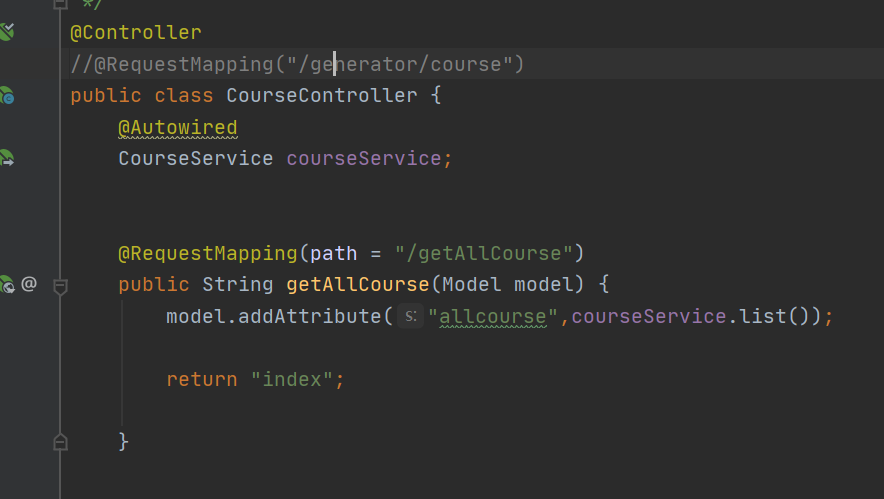 */
@Controller
//@RequestMapping("/generator/course")
public class CourseController {
@Autowired
CourseService courseService;
@RequestMapping(path = "/getAllCourse")
@
public String getAllCourse(Model model) {
model.addAttribute( s: "allcourse",courseService.list());
return "index";
}